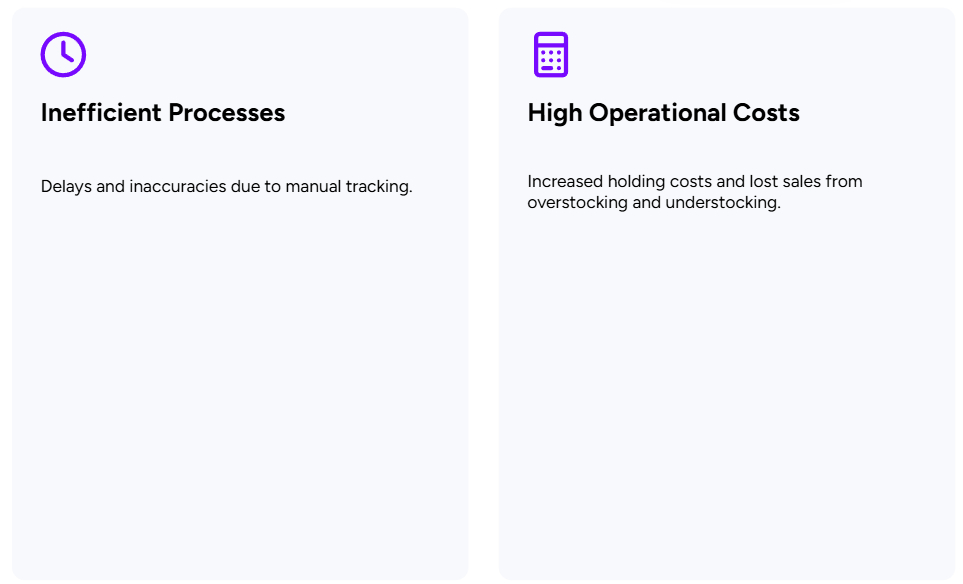 Inefficient Processes
Delays and inaccuracies due to manual tracking.
High Operational Costs
Increased holding costs and lost sales from
overstocking and understocking.